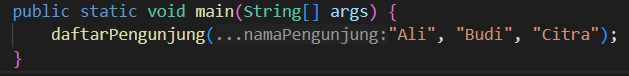 public static void main(String[] args) {
daftarPengunjung(...namaPengunjung:"Ali", "Budi", "Citra");
}